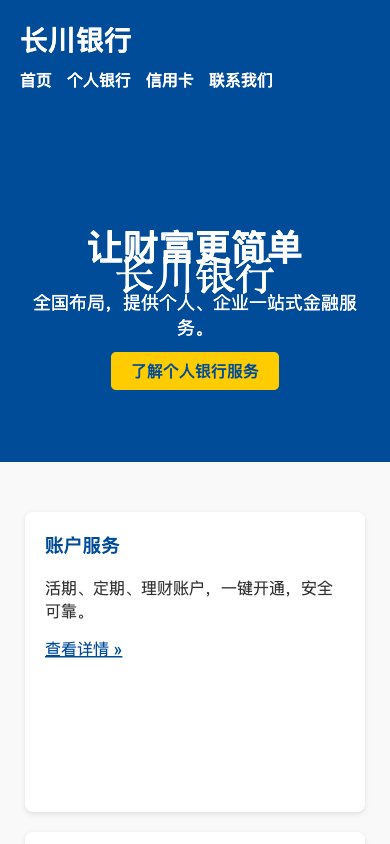 长川银行
首页 个人银行 信用卡 联系我们
让财富更简单
长川银行
全国布局，提供个人、企业一站式金融服
务。
了解个人银行服务
账户服务
活期、定期、理财账户，一键开通，安全
可靠。
查看详情 »